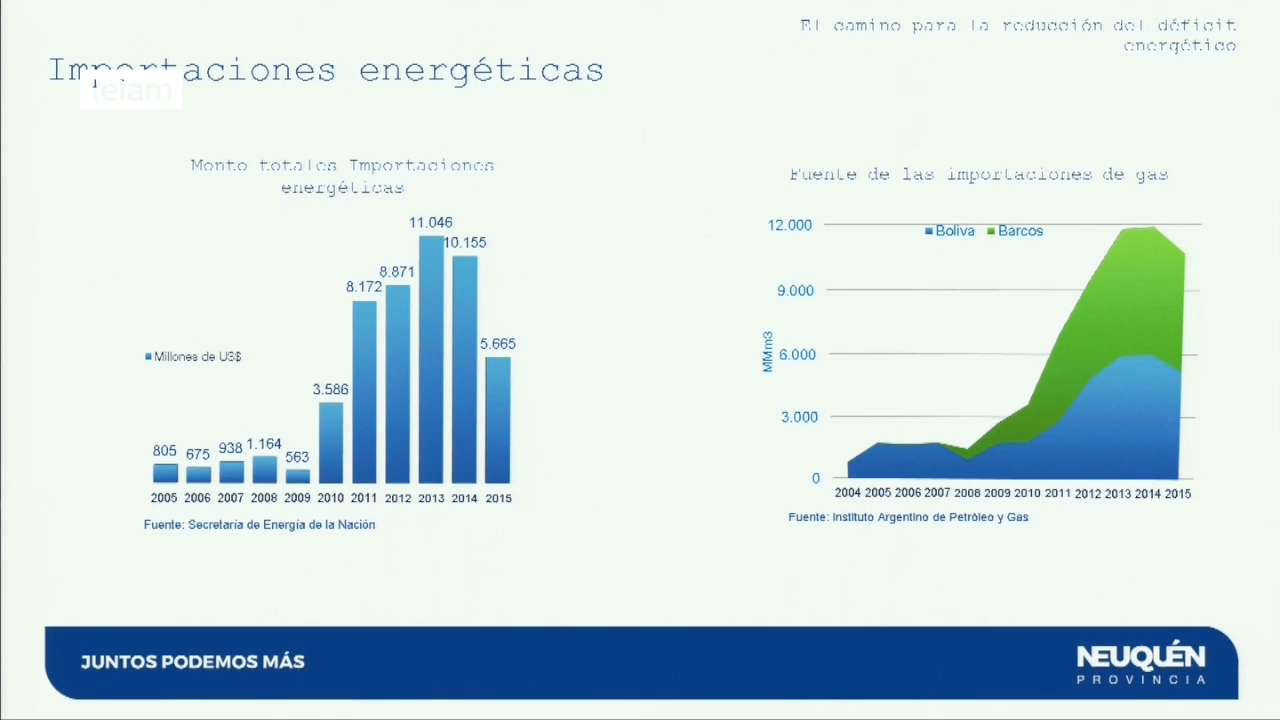 El camino para la reducción del déficit
energético
Importaciones energéticas
telam
Monto totales Importaciones
energéticas
11.046
10.155
8.871
8.172
5.665
Millones de US$
3.586
805
675
938
1.164
563
2005 2006 2007 2008 2009 2010 2011 2012 2013 2014 2015
Fuente: Secretaría de Energía de la Nación
Fuente de las importaciones de gas
12.000
Boliva
Barcos
9.000
MMm3
6.000
3.000
0
2004 2005 2006 2007 2008 2009 2010 2011 2012 2013 2014 2015
Fuente: Instituto Argentino de Petróleo y Gas
JUNTOS PODEMOS MÁS
NEUQUÉN
PROVINCIA